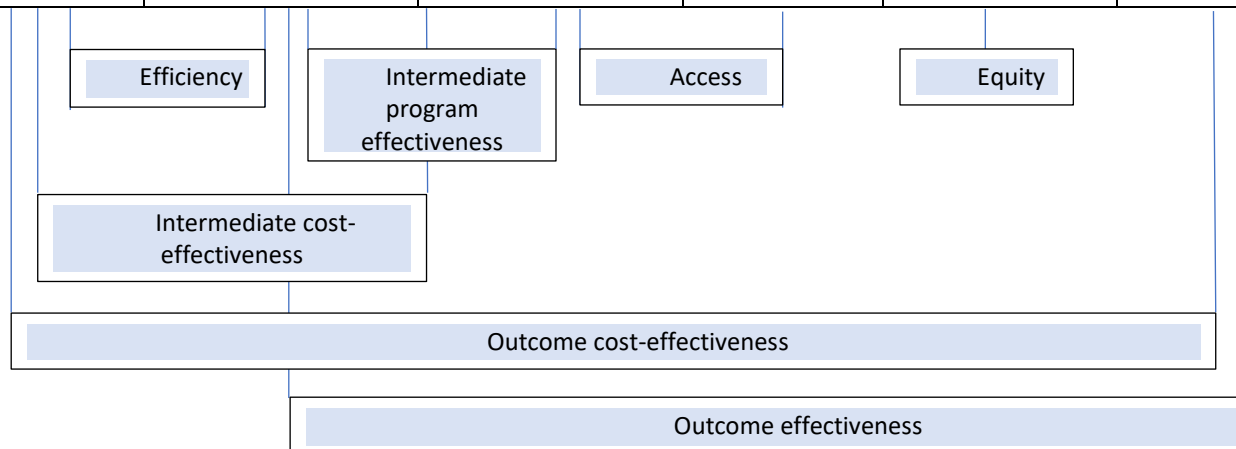 Efficiency
Intermediate
program
effectiveness
Access
Equity
Intermediate cost-
effectiveness
Outcome cost-effectiveness
Outcome effectiveness